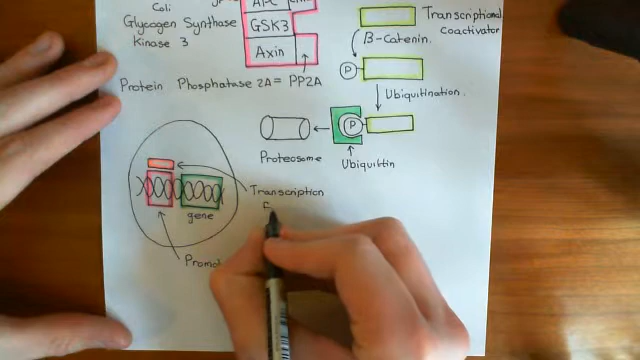 Coli
Glycogen Synthase
Kinase 3
GSK3
Axin
Protein Phosphatase 2A = PP2A
Transcriptional
coactivator
β-Catenin.
P
Ubiquitination.
P
Proteosome
Ubiquitin
Transcription
gene